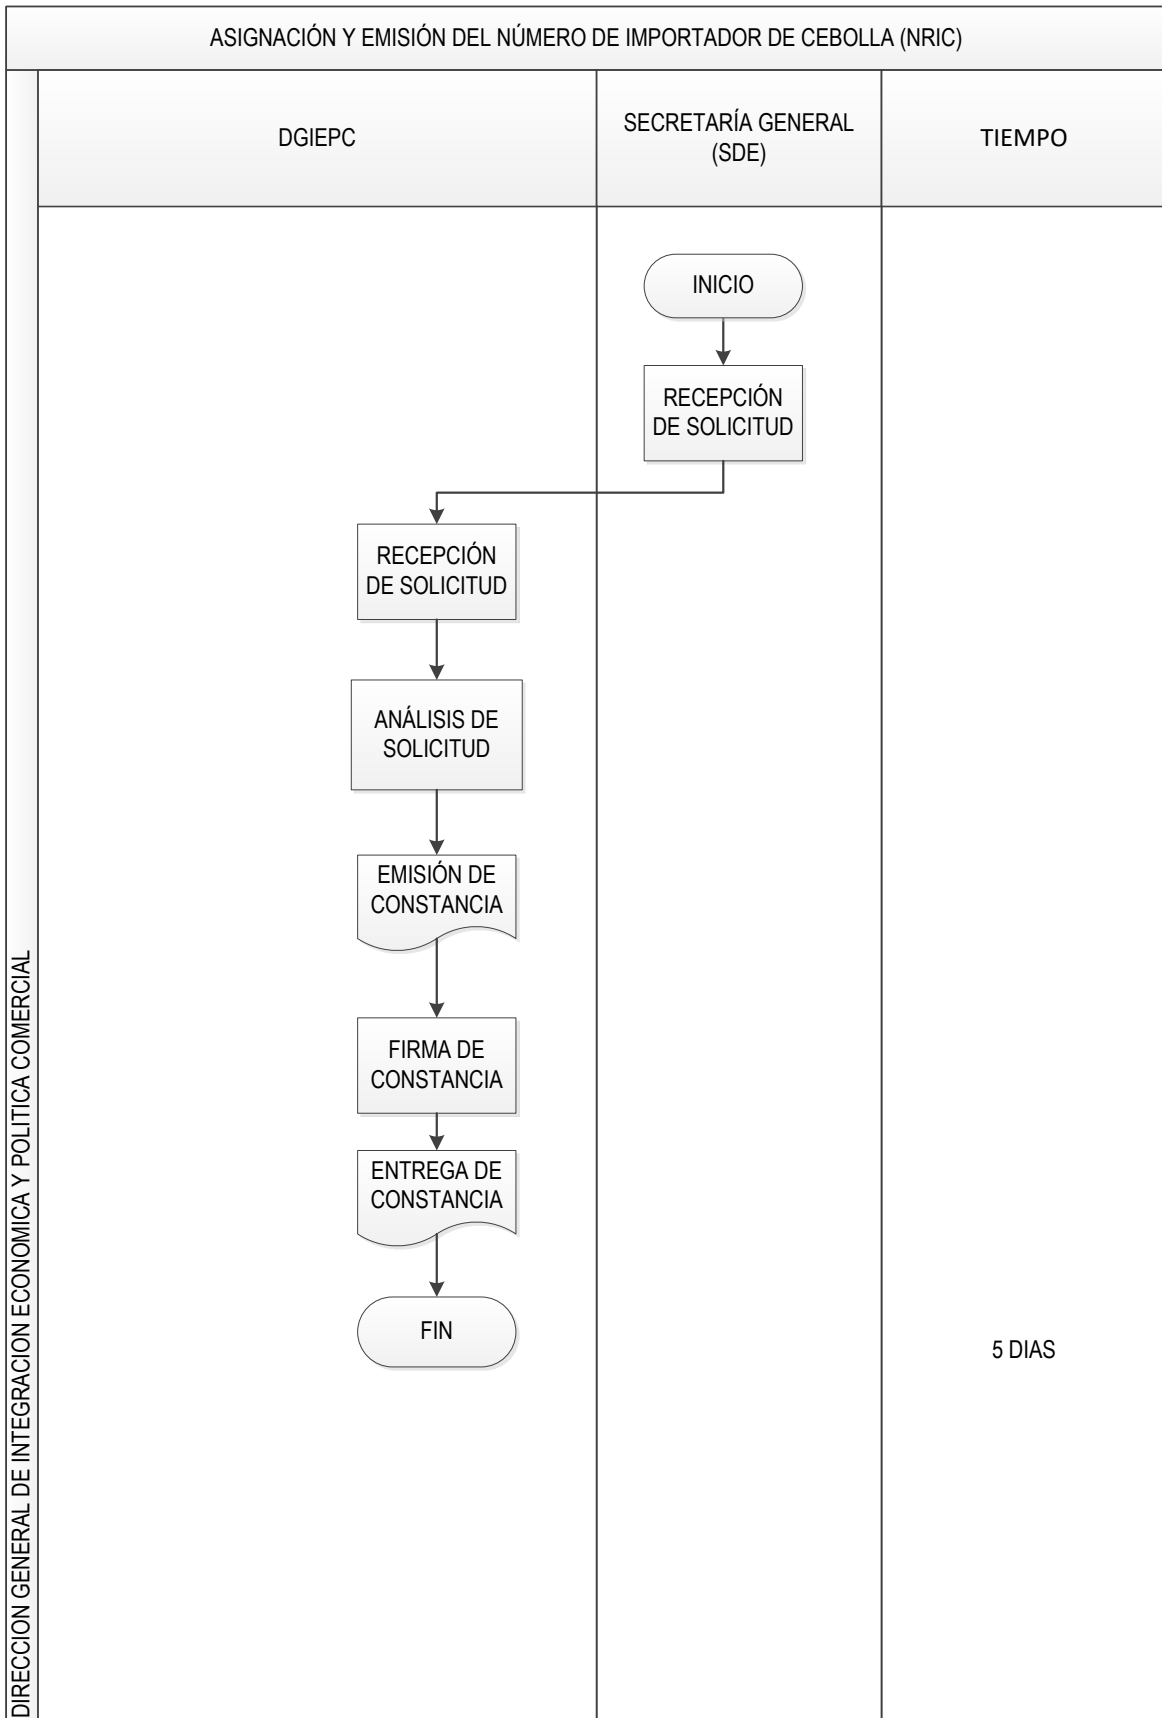 ASIGNACIÓN Y EMISIÓN DEL NÚMERO DE IMPORTADOR DE CEBOLLA (NRIC)
DIRECCION GENERAL DE INTEGRACION ECONOMICA Y POLITICA COMERCIAL
DGIEPC
SECRETARÍA GENERAL
(SDE)
TIEMPO
INICIO
RECEPCIÓN
DE SOLICITUD
RECEPCIÓN
DE SOLICITUD
ANÁLISIS DE
SOLICITUD
EMISIÓN DE
CONSTANCIA
FIRMA DE
CONSTANCIA
ENTREGA DE
CONSTANCIA
FIN
5 DIAS